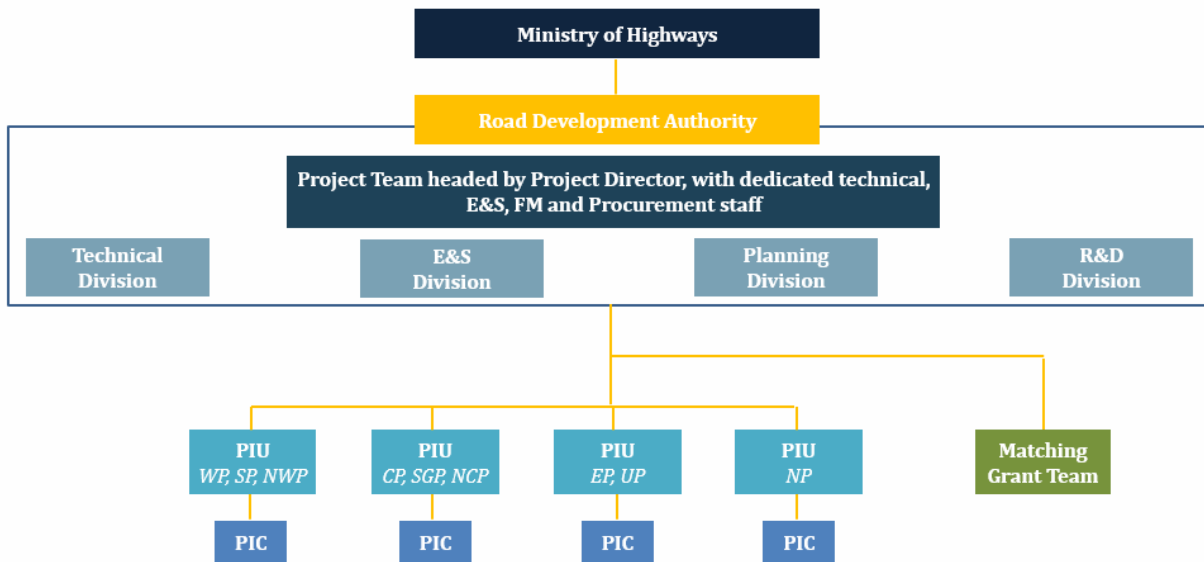 Ministry of Highways
Road Development Authority
Project Team headed by Project Director, with dedicated technical,
E&S, FM and Procurement staff
Technical
Division
E&S
Division
Planning
Division
R&D
Division
PIU
WP, SP, NWP
PIU
CP, SGP, NCP
PIU
EP, UP
PIU
NP
Matching
Grant Team
PIC
PIC
PIC
PIC